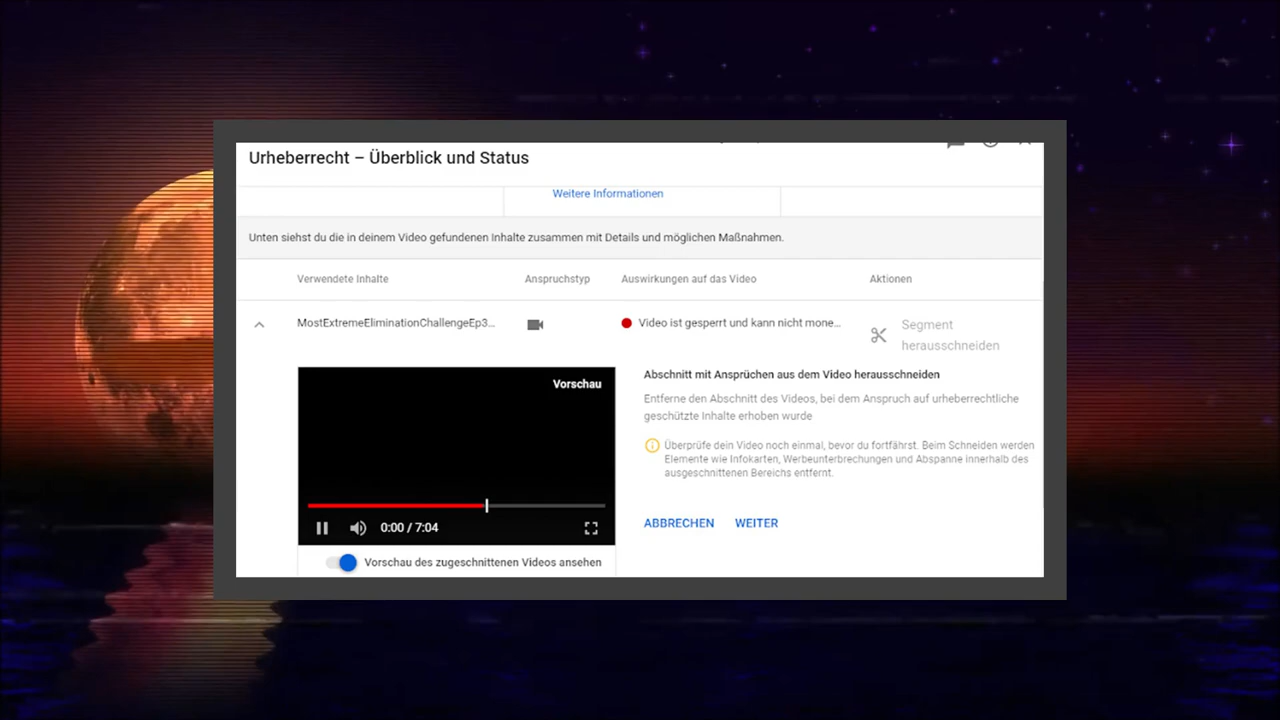 Urheberrecht – Überblick und Status
Weitere Informationen
Unten siehst du die in deinem Video gefundenen Inhalte zusammen mit Details und möglichen Maßnahmen.
Verwendete Inhalte Anspruchstyp Auswirkungen auf das Video Aktionen
MostExtremeEliminationChallengeEp3... Video ist gesperrt und kann nicht mone...
Segment
herausschneiden
Vorschau
Abschnitt mit Ansprüchen aus dem Video herausschneiden
Entferne den Abschnitt des Videos, bei dem Anspruch auf urheberrechtliche
geschützte Inhalte erhoben wurde
Überprüfe dein Video noch einmal, bevor du fortfährst. Beim Schneiden werden
Elemente wie Infokarten, Werbeunterbrechungen und Abspanne innerhalb des
ausgeschnittenen Bereichs entfernt.
0:00 / 7:04
ABBRECHEN WEITER
Vorschau des zugeschnittenen Videos ansehen